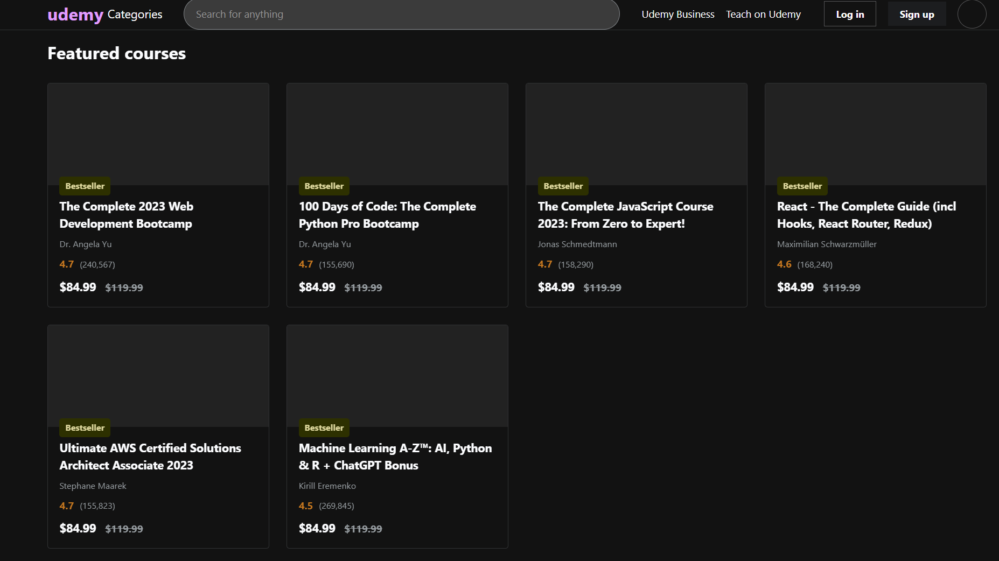 udemy Categories Search for anything Udemy Business Teach on Udemy Log in Sign up
Featured courses
Bestseller
The Complete 2023 Web
Development Bootcamp
Dr. Angela Yu
4.7 (240,567)
$84.99 $119.99
Bestseller
100 Days of Code: The Complete
Python Pro Bootcamp
Dr. Angela Yu
4.7 (155,690)
$84.99 $119.99
Bestseller
The Complete JavaScript Course
2023: From Zero to Expert!
Jonas Schmedtmann
4.7 (158,290)
$84.99 $119.99
Bestseller
React - The Complete Guide (incl
Hooks, React Router, Redux)
Maximilian Schwarzmüller
4.6 (168,240)
$84.99 $119.99
Bestseller
Ultimate AWS Certified Solutions
Architect Associate 2023
Stephane Maarek
4.7 (155,823)
$84.99 $119.99
Bestseller
Machine Learning A-Z™: AI, Python
& R + ChatGPT Bonus
Kirill Eremenko
4.5 (269,845)
$84.99 $119.99